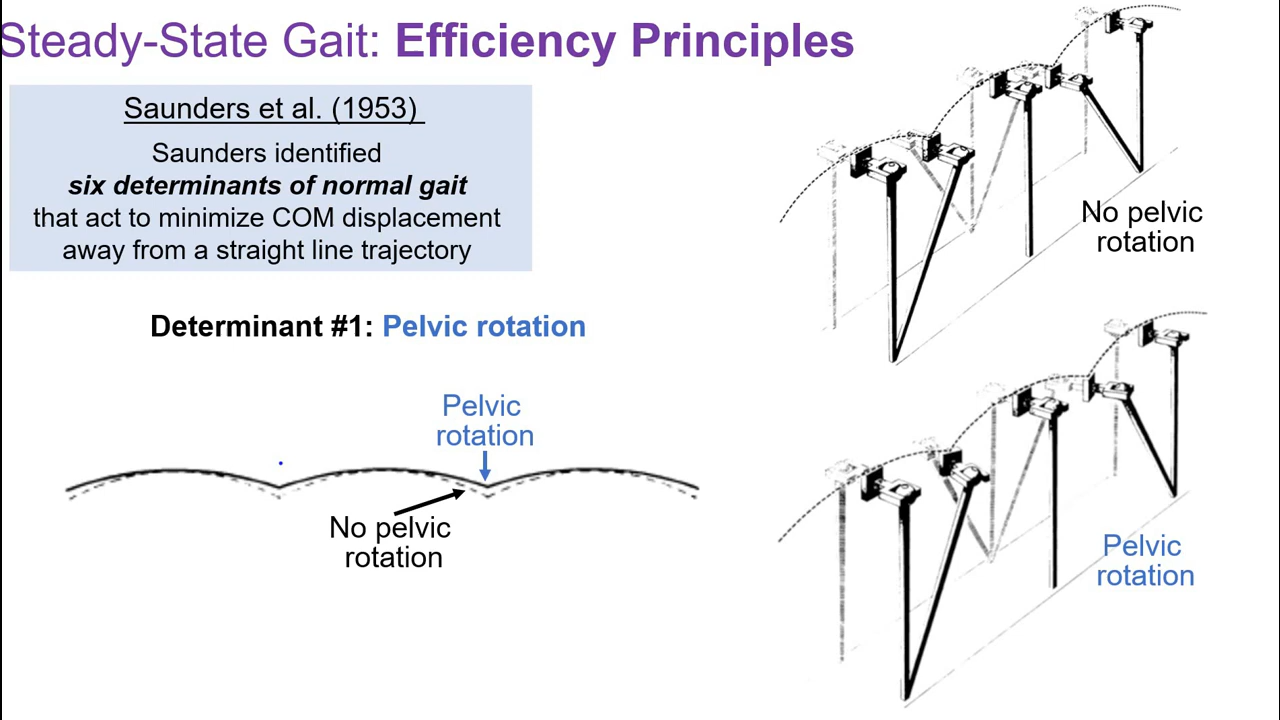 Steady-State Gait: Efficiency Principles
Saunders et al. (1953)
Saunders identified
six determinants of normal gait
that act to minimize COM displacement
away from a straight line trajectory
Determinant #1: Pelvic rotation
Pelvic
rotation
No pelvic
rotation
No pelvic
rotation
Pelvic
rotation